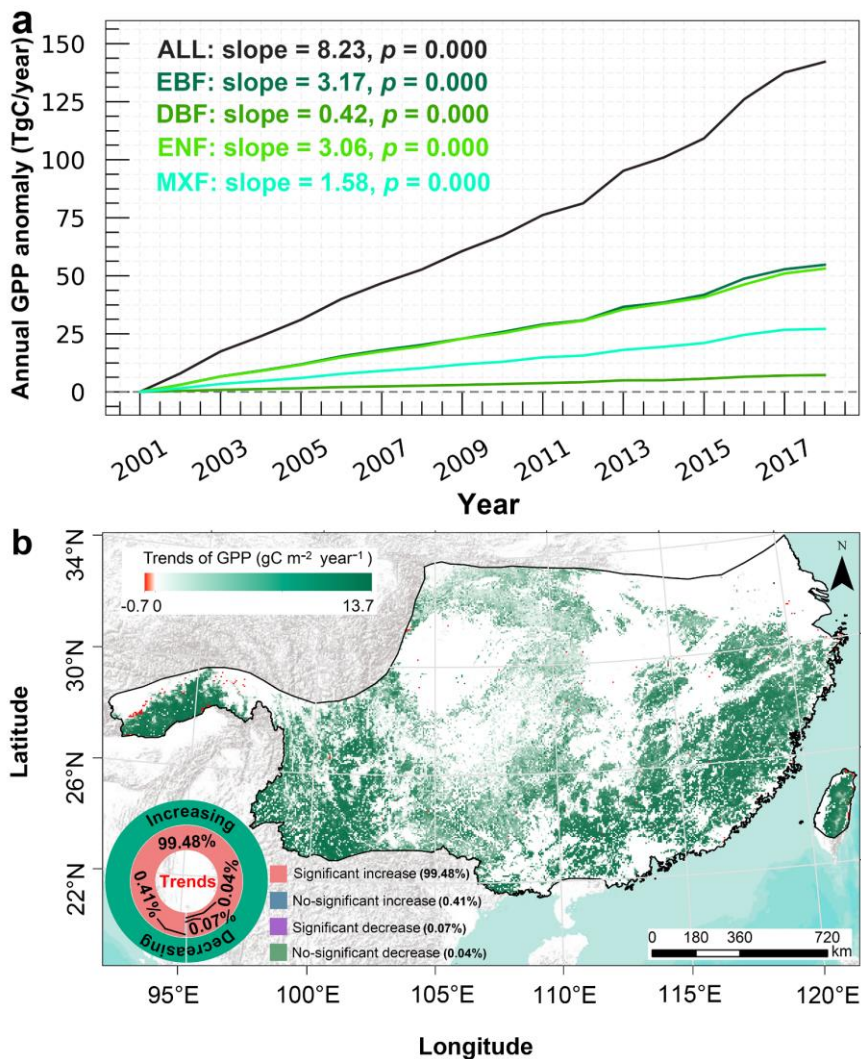 a
Annual GPP anomaly (TgC/year)
150
125
100
75
50
25
0
ALL: slope = 8.23, p = 0.000
EBF: slope = 3.17, p = 0.000
DBF: slope = 0.42, p = 0.000
ENF: slope = 3.06, p = 0.000
MXF: slope = 1.58, p = 0.000
2001 2003 2005 2007 2009 2011 2013 2015 2017
Year
b
Latitude
34°N
30°N
26°N
22°N
Trends of GPP (gC m⁻² year⁻¹)
-0.7 0 13.7
N
Increasing
99.48%
Trends
0.41%
0.04%
0.07%
Decreasing
Significant increase (99.48%)
No-significant increase (0.41%)
Significant decrease (0.07%)
No-significant decrease (0.04%)
0 180 360 720
km
95°E 100°E 105°E 110°E 115°E 120°E
Longitude